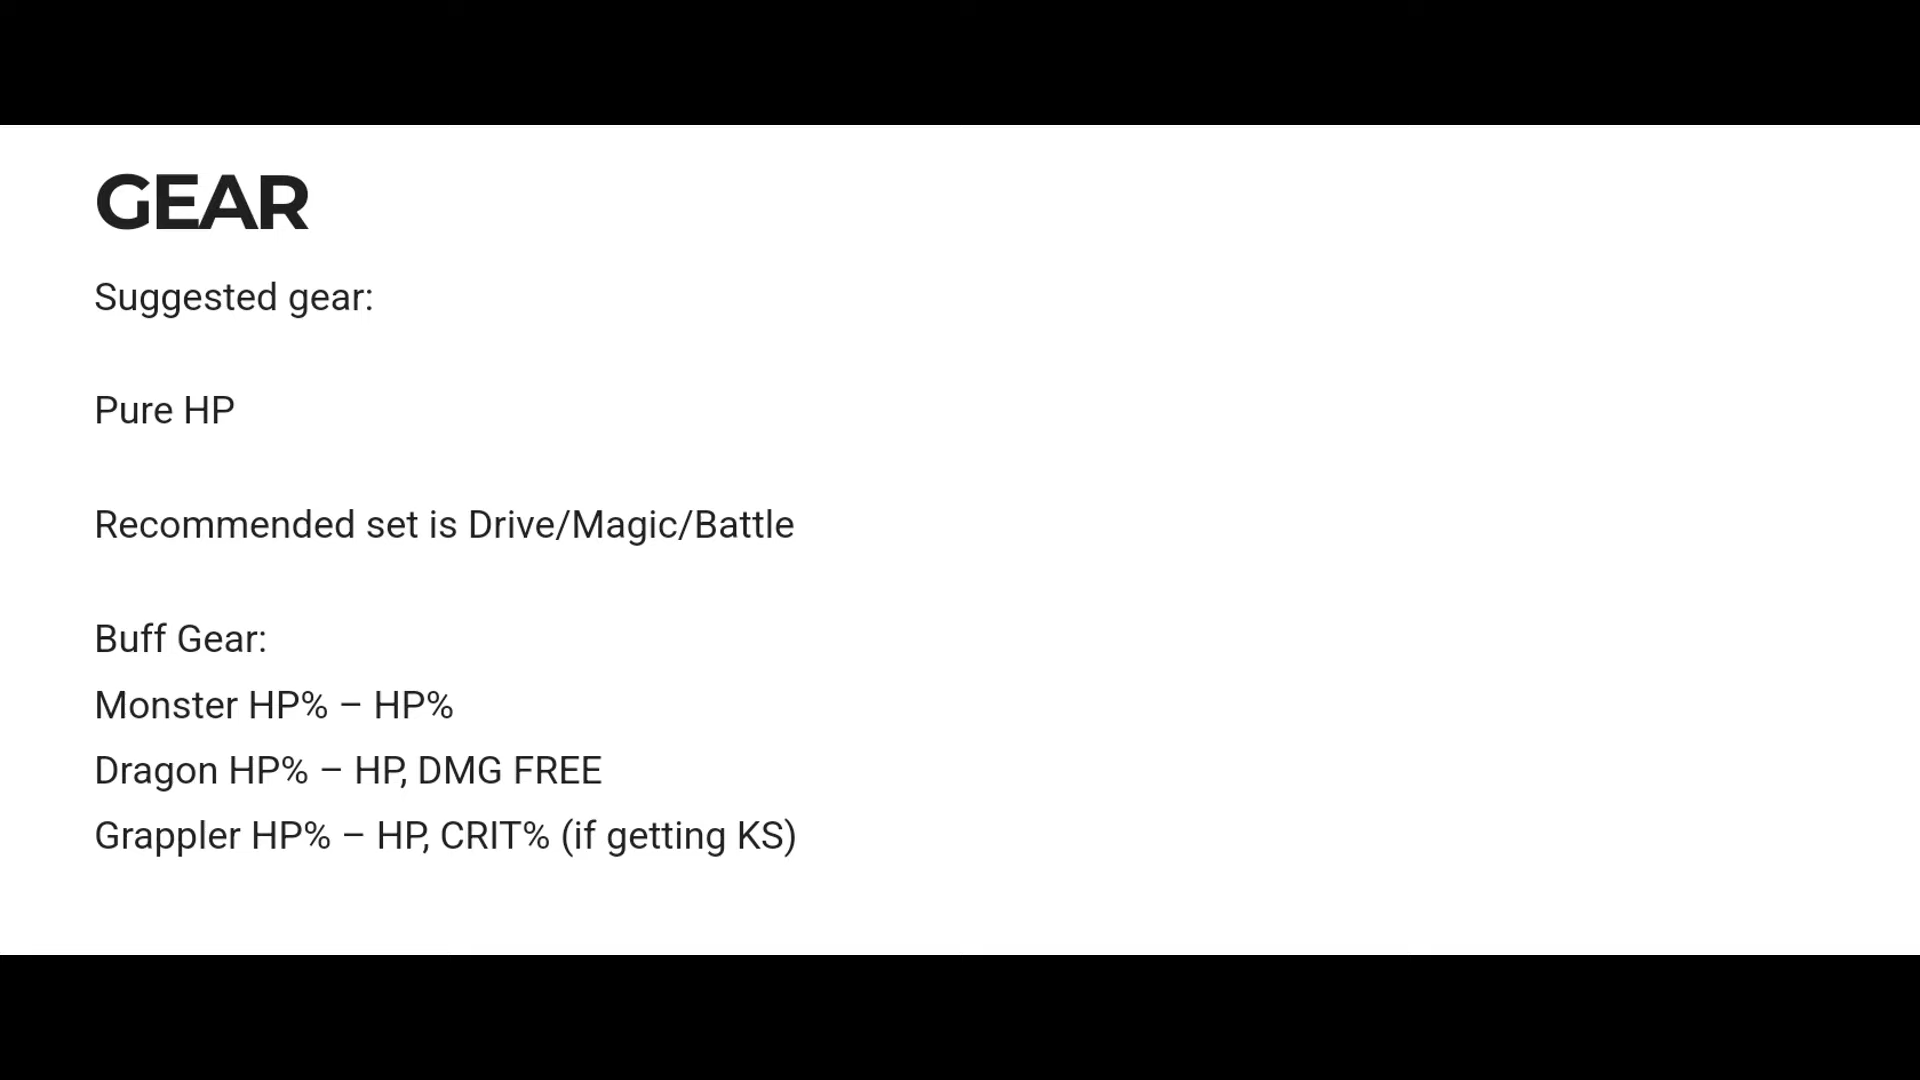 GEAR
Suggested gear:
Pure HP
Recommended set is Drive/Magic/Battle
Buff Gear:
Monster HP% – HP%
Dragon HP% – HP, DMG FREE
Grappler HP% – HP, CRIT% (if getting KS)